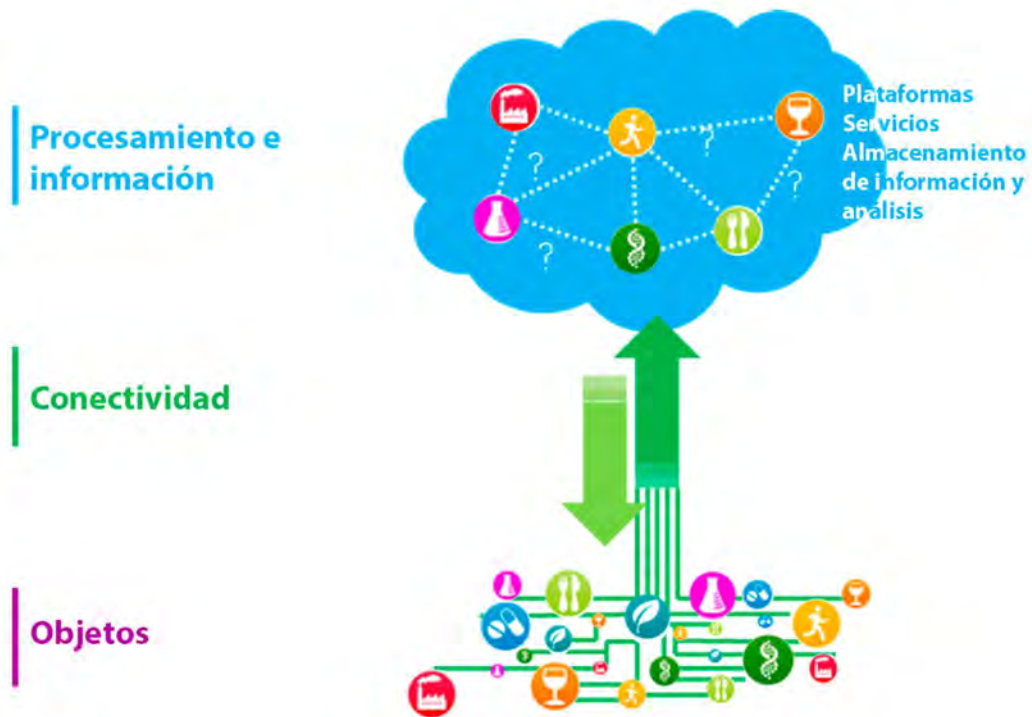 Procesamiento e
información
Plataformas
Servicios
Almacenamiento
de información y
análisis
?
?
?
?
Conectividad
Objetos